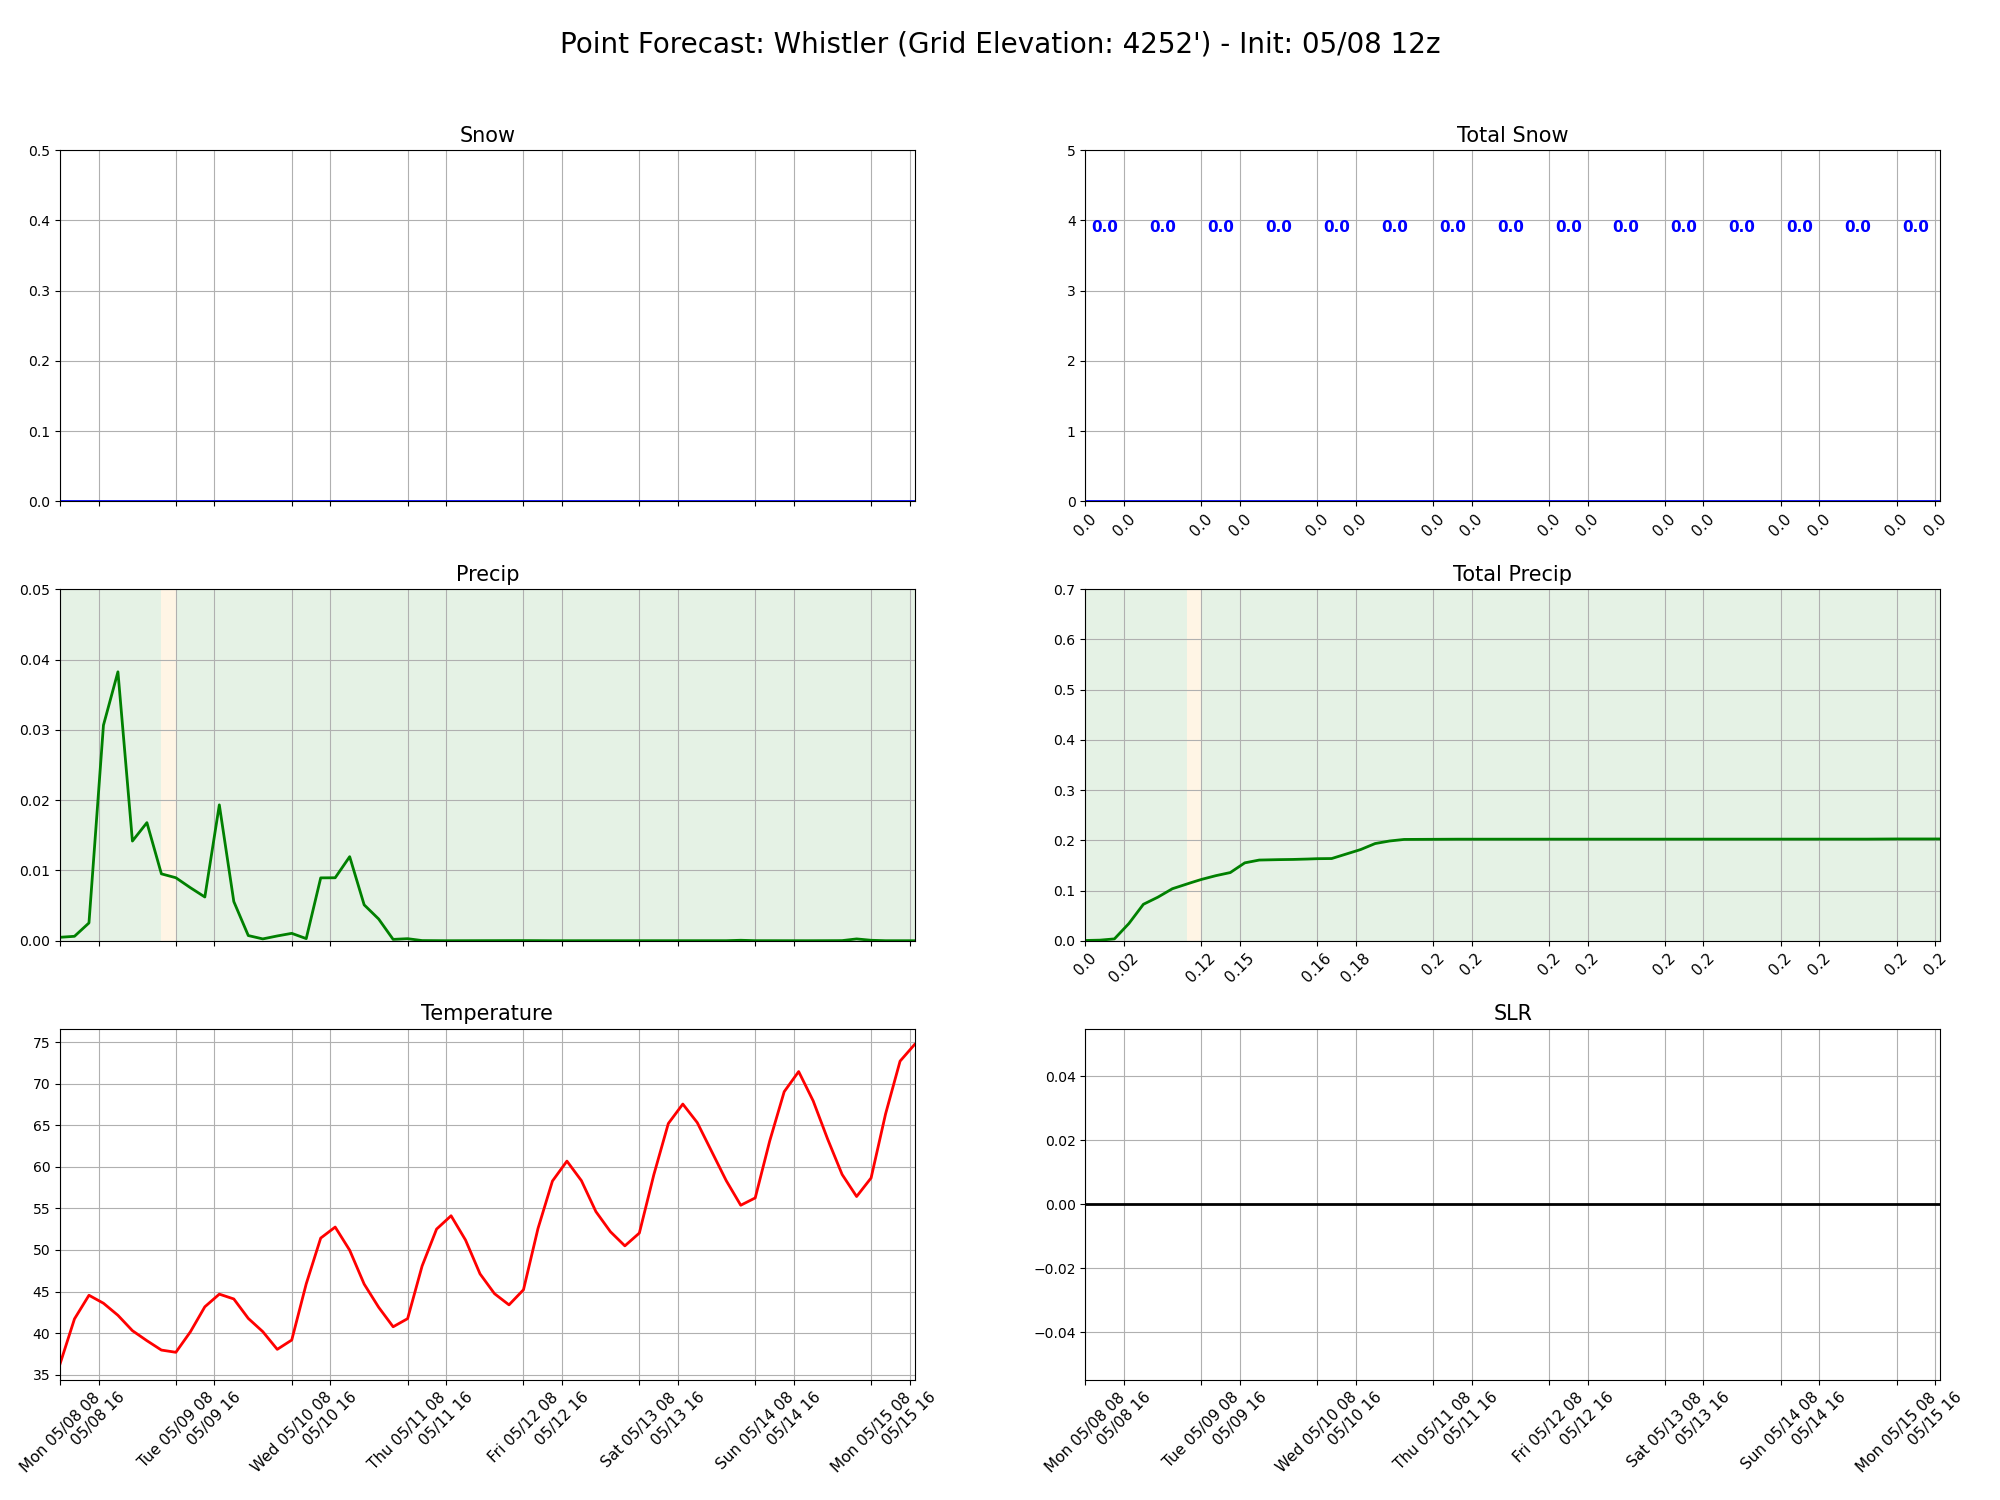 Point Forecast: Whistler (Grid Elevation: 4252') - Init: 05/08 12z
Snow
0.5
0.4
0.3
0.2
0.1
0.0
Total Snow
5
4
3
2
1
0
0.0 0.0 0.0 0.0 0.0 0.0 0.0 0.0 0.0 0.0 0.0 0.0 0.0 0.0 0.0
0.0 0.0 0.0 0.0 0.0 0.0 0.0 0.0 0.0 0.0 0.0 0.0 0.0 0.0 0.0 0.0
Precip
0.05
0.04
0.03
0.02
0.01
0.00
Total Precip
0.7
0.6
0.5
0.4
0.3
0.2
0.1
0.0
0.0 0.02 0.12 0.15 0.16 0.18 0.2 0.2 0.2 0.2 0.2 0.2 0.2 0.2 0.2 0.2
Temperature
75
70
65
60
55
50
45
40
35
Mon 05/08 08
05/08 16
Tue 05/09 08
05/09 16
Wed 05/10 08
05/10 16
Thu 05/11 08
05/11 16
Fri 05/12 08
05/12 16
Sat 05/13 08
05/13 16
Sun 05/14 08
05/14 16
Mon 05/15 08
05/15 16
SLR
0.04
0.02
0.00
−0.02
−0.04
Mon 05/08 08
05/08 16
Tue 05/09 08
05/09 16
Wed 05/10 08
05/10 16
Thu 05/11 08
05/11 16
Fri 05/12 08
05/12 16
Sat 05/13 08
05/13 16
Sun 05/14 08
05/14 16
Mon 05/15 08
05/15 16